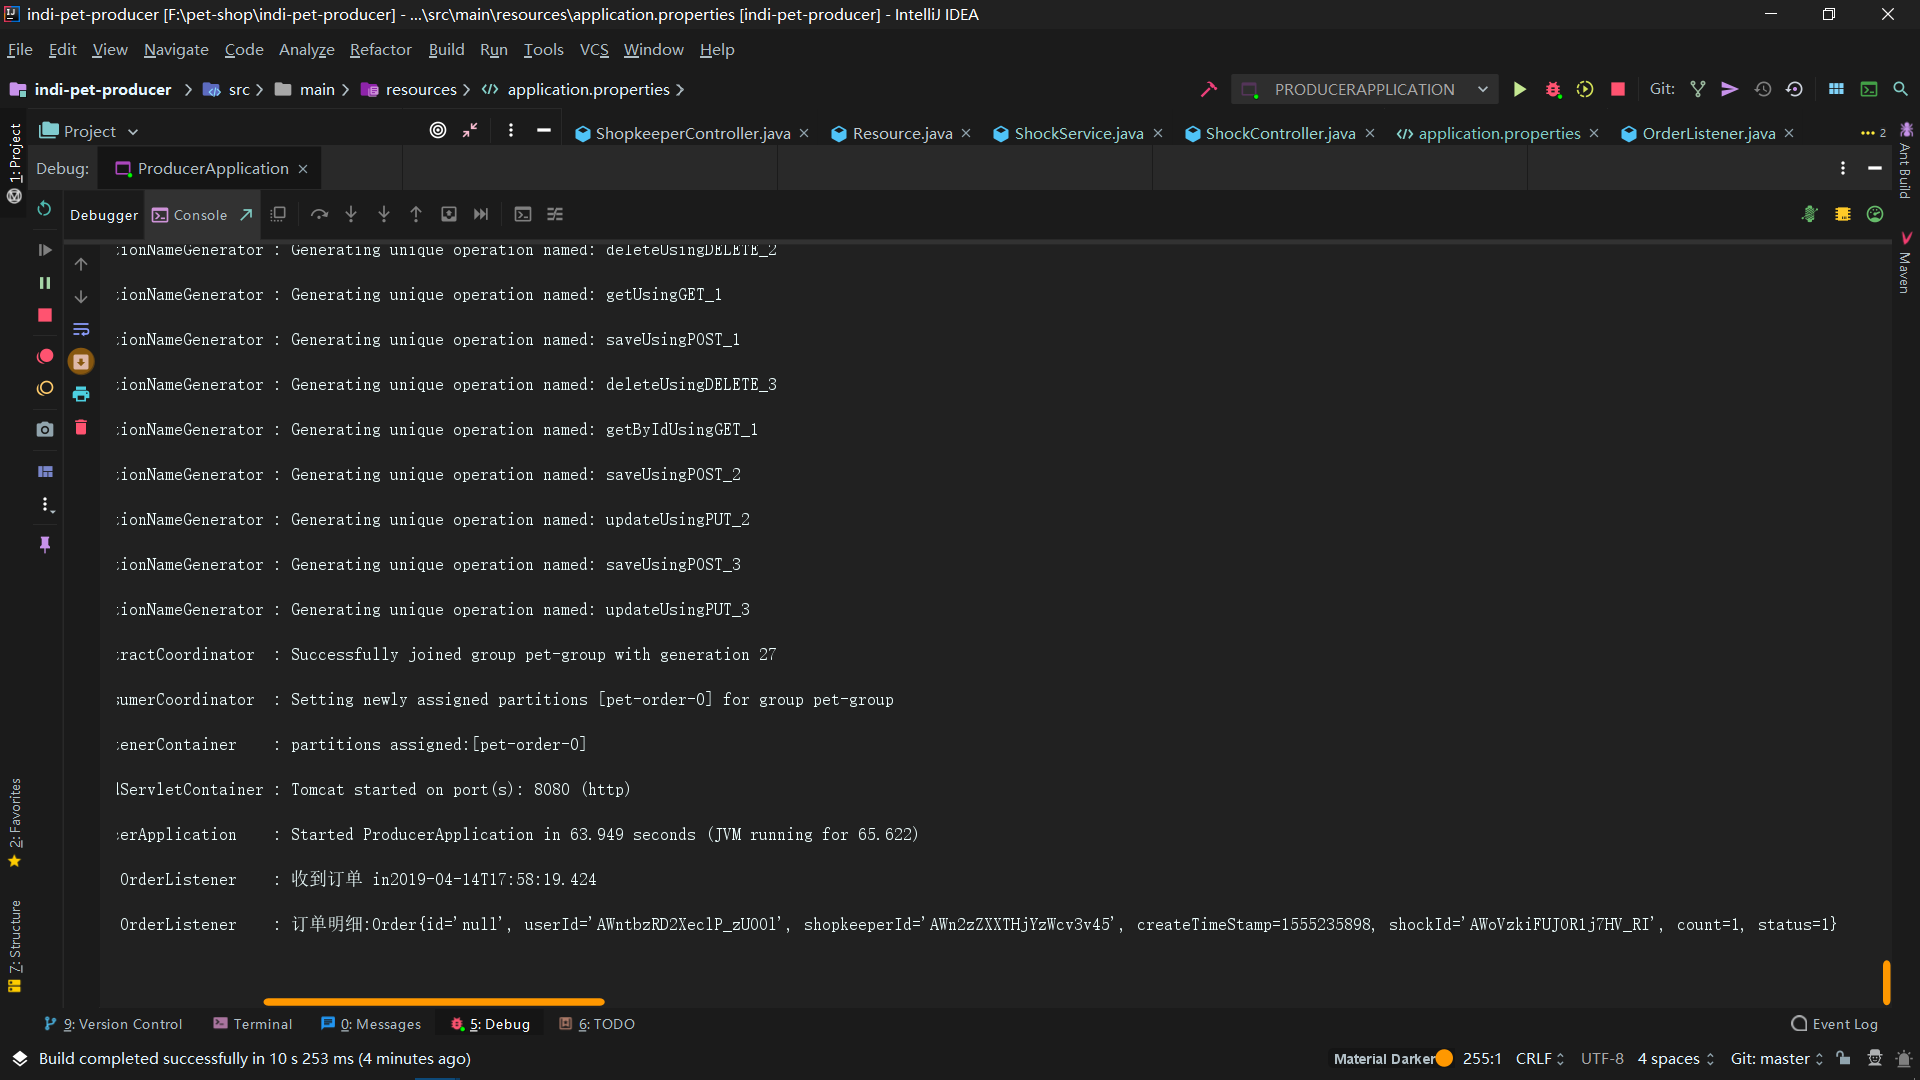 indi-pet-producer [F:\pet-shop\indi-pet-producer] - ...\src\main\resources\application.properties [indi-pet-producer] - IntelliJ IDEA
File Edit View Navigate Code Analyze Refactor Build Run Tools VCS Window Help
indi-pet-producer src main resources application.properties PRODUCERAPPLICATION Git:
1: Project
Project ShopkeeperController.java Resource.java ShockService.java ShockController.java application.properties OrderListener.java 2
Ant Build
Debug: ProducerApplication
Debugger Console
Maven
ionNameGenerator : Generating unique operation named: deleteUsingDELETE_2
ionNameGenerator : Generating unique operation named: getUsingGET_1
ionNameGenerator : Generating unique operation named: saveUsingPOST_1
ionNameGenerator : Generating unique operation named: deleteUsingDELETE_3
ionNameGenerator : Generating unique operation named: getByIdUsingGET_1
ionNameGenerator : Generating unique operation named: saveUsingPOST_2
ionNameGenerator : Generating unique operation named: updateUsingPUT_2
ionNameGenerator : Generating unique operation named: saveUsingPOST_3
ionNameGenerator : Generating unique operation named: updateUsingPUT_3
ractCoordinator : Successfully joined group pet-group with generation 27
umerCoordinator : Setting newly assigned partitions [pet-order-0] for group pet-group
enerContainer : partitions assigned:[pet-order-0]
ServletContainer : Tomcat started on port(s): 8080 (http)
erApplication : Started ProducerApplication in 63.949 seconds (JVM running for 65.622)
OrderListener : 收到订单 in2019-04-14T17:58:19.424
OrderListener : 订单明细:Order{id='null', userId='AWntbzRD2XeclP_zU00l', shopkeeperId='AWn2zZXXTHjYzWcv3v45', createTimeStamp=1555235898, shockId='AWoVzkiFUJ0Rlj7HV_RI', count=1, status=1}
2: Favorites
7: Structure
9: Version Control Terminal 0: Messages 5: Debug 6: TODO Event Log
Build completed successfully in 10 s 253 ms (4 minutes ago) Material Darker 255:1 CRLF UTF-8 4 spaces Git: master